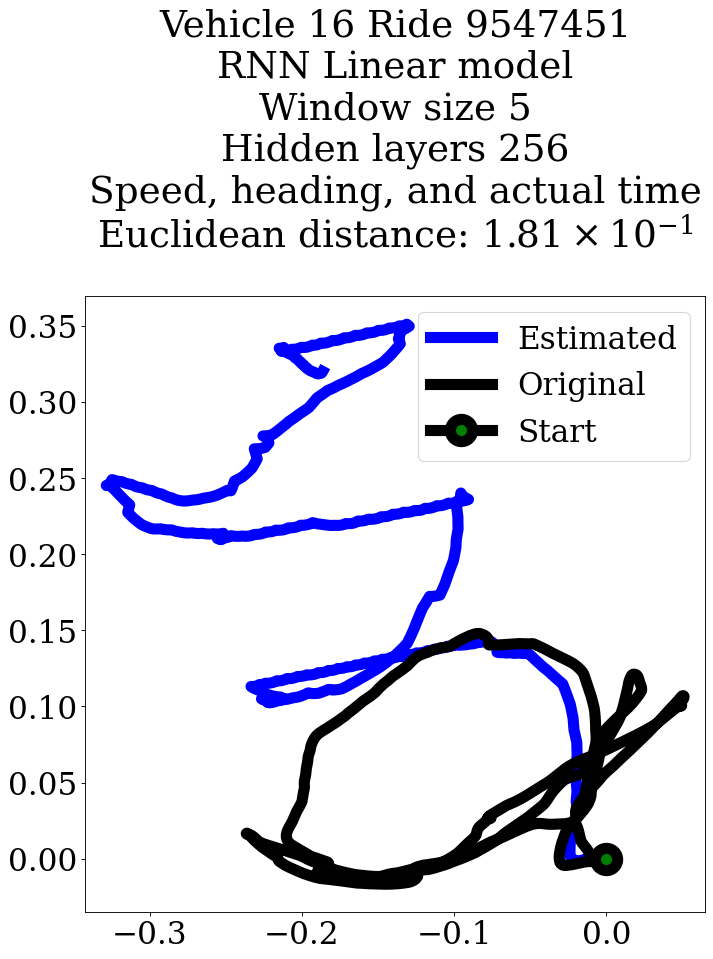 Vehicle 16 Ride 9547451
RNN Linear model
Window size 5
Hidden layers 256
Speed, heading, and actual time
Euclidean distance: 1.81 × 10⁻¹
Estimated
Original
Start
0.35
0.30
0.25
0.20
0.15
0.10
0.05
0.00
−0.3 −0.2 −0.1 0.0